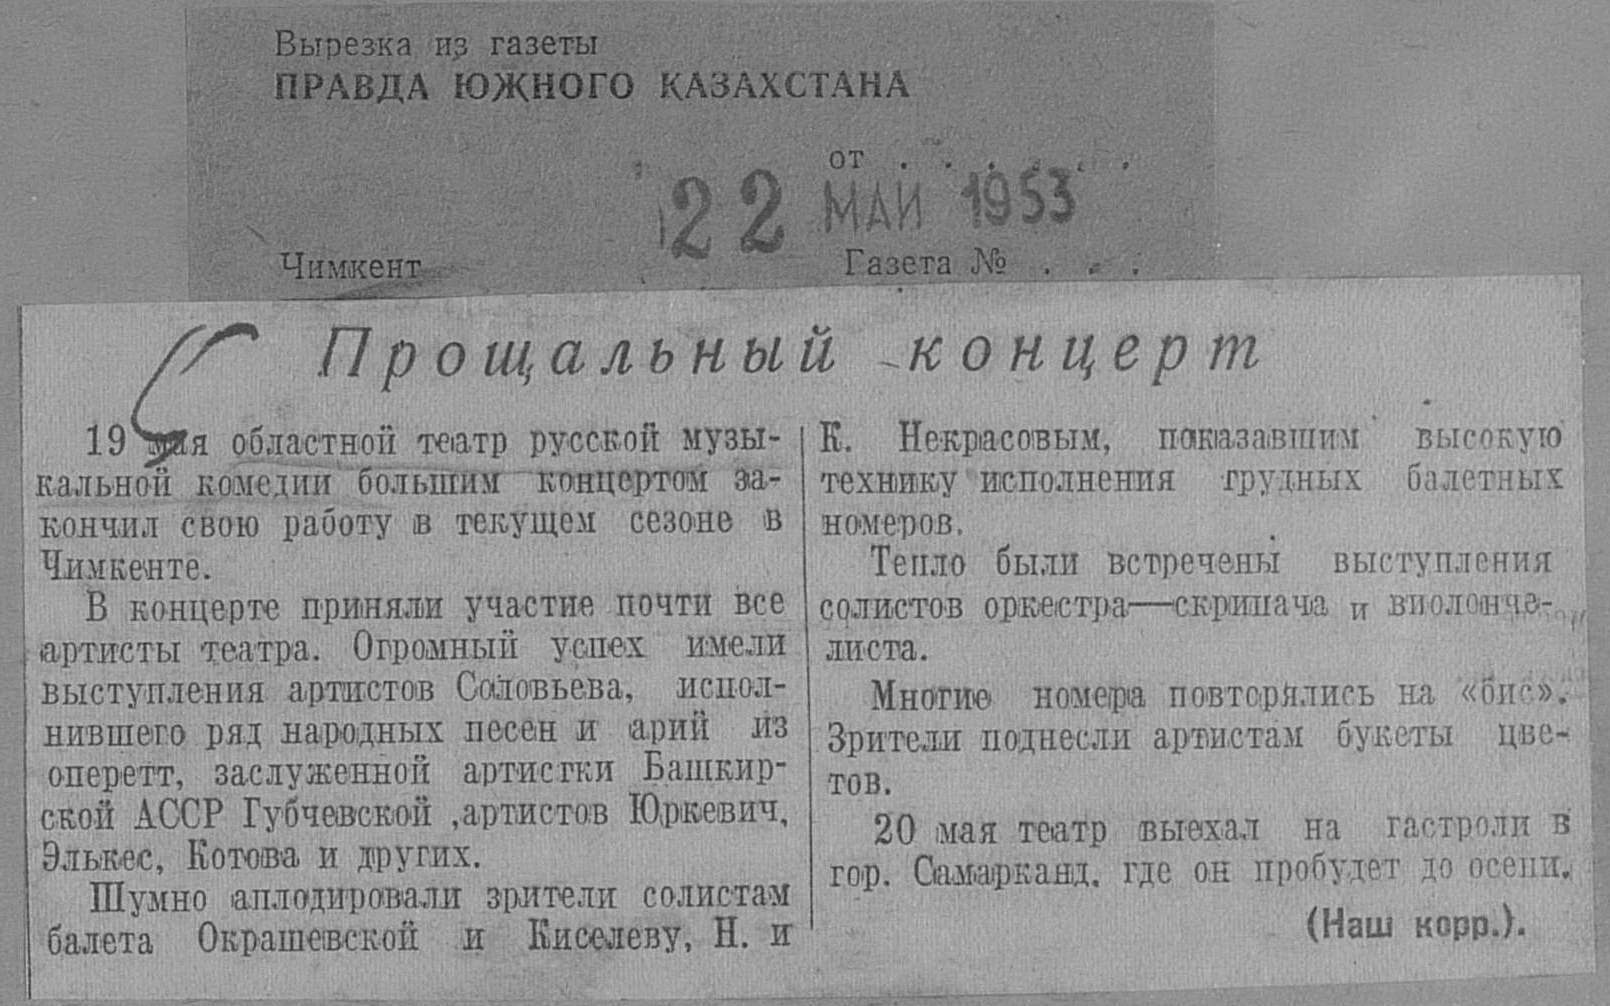 Вырезка из газеты
ПРАВДА ЮЖНОГО КАЗАХСТАНА
от . . . . . .
22 МАЙ 1953
Чимкент Газета № . . .
Прощальный концерт
19 мая областной театр русской музы-
кальной комедии большим концертом за-
кончил свою работу в текущем сезоне в
Чимкенте.
В концерте приняли участие почти все
артисты театра. Огромный успех имели
выступления артистов Соловьева, испол-
нившего ряд народных песен и арий из
оперетт, заслуженной артистки Башкир-
ской АССР Губчевской ,артистов Юркевич,
Элькес, Котова и других.
Шумно аплодировали зрители солистам
балета Окрашевской и Киселеву, Н. и
К. Некрасовым, показавшим высокую
технику исполнения трудных балетных
номеров.
Тепло были встречены выступления
солистов оркестра—скрипача и виолонче-
листа.
Многие номера повторялись на «бис».
Зрители поднесли артистам букеты цве-
тов.
20 мая театр выехал на гастроли в
гор. Самарканд, где он пробудет до осени.
(Наш корр.).